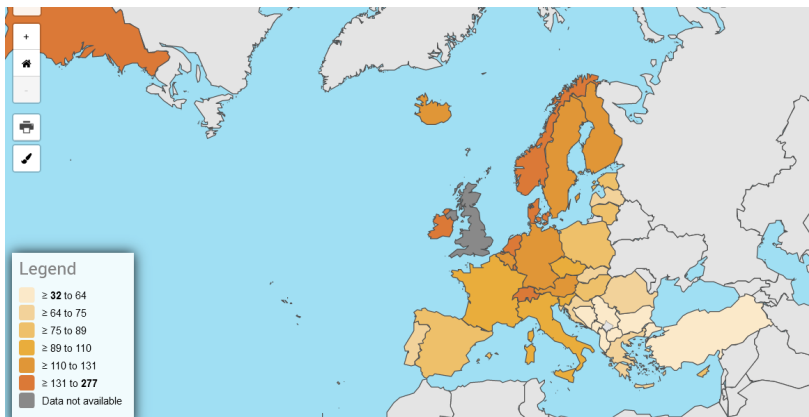 +
-
Legend
≥ 32 to 64
≥ 64 to 75
≥ 75 to 89
≥ 89 to 110
≥ 110 to 131
≥ 131 to 277
Data not available